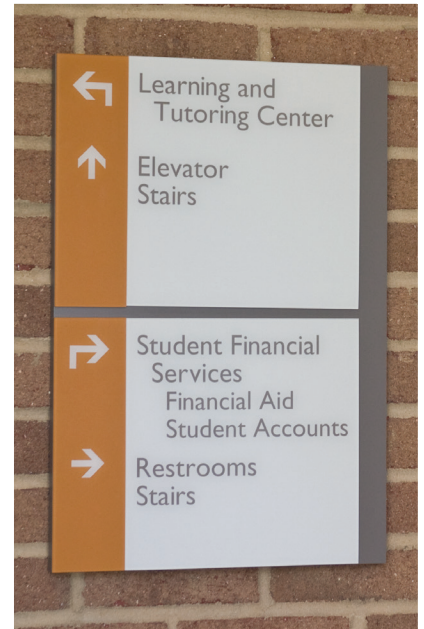 Learning and
Tutoring Center
Elevator
Stairs
Student Financial
Services
Financial Aid
Student Accounts
Restrooms
Stairs